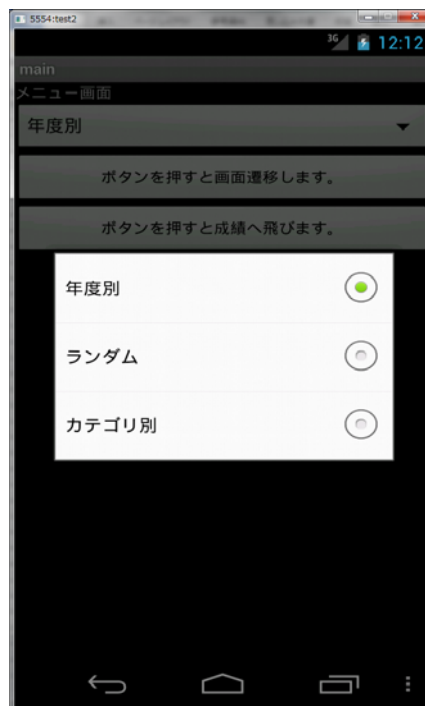 5554:test2
3G 12:12
main
メニュー画面
年度別
ボタンを押すと画面遷移します。
ボタンを押すと成績へ飛びます。
年度別
ランダム
カテゴリ別